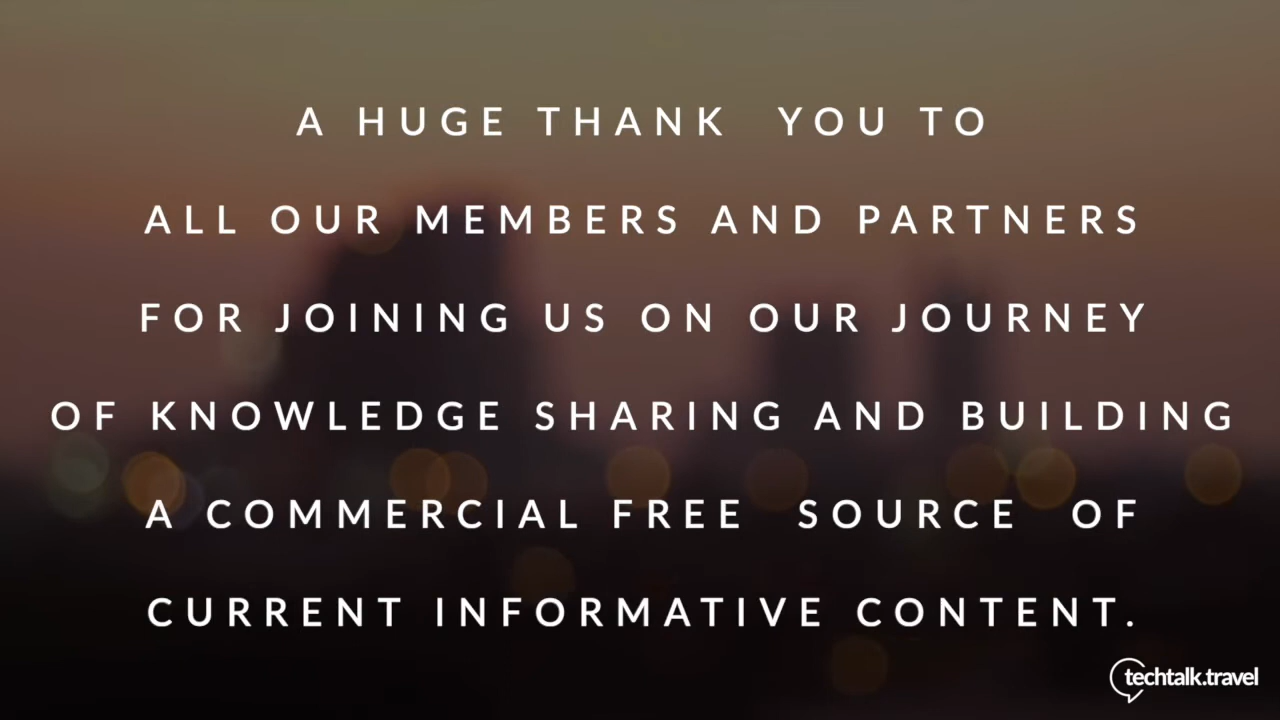 A HUGE THANK YOU TO
ALL OUR MEMBERS AND PARTNERS
FOR JOINING US ON OUR JOURNEY
OF KNOWLEDGE SHARING AND BUILDING
A COMMERCIAL FREE SOURCE OF
CURRENT INFORMATIVE CONTENT.
techtalk.travel